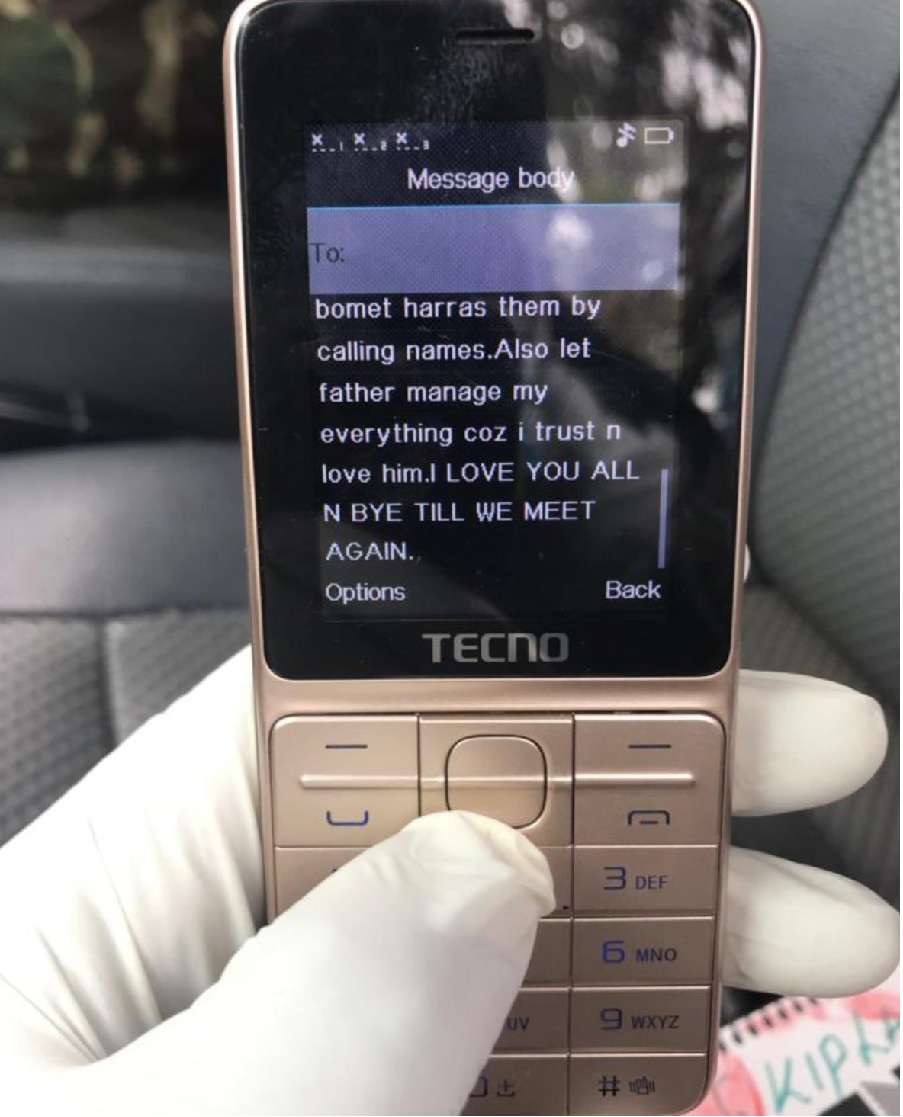 Message body
To:
bomet harras them by
calling names.Also let
father manage my
everything coz i trust n
love him.I LOVE YOU ALL
N BYE TILL WE MEET
AGAIN.
Options Back
TECNO
3 DEF
6 MNO
UV 9 WXYZ
#